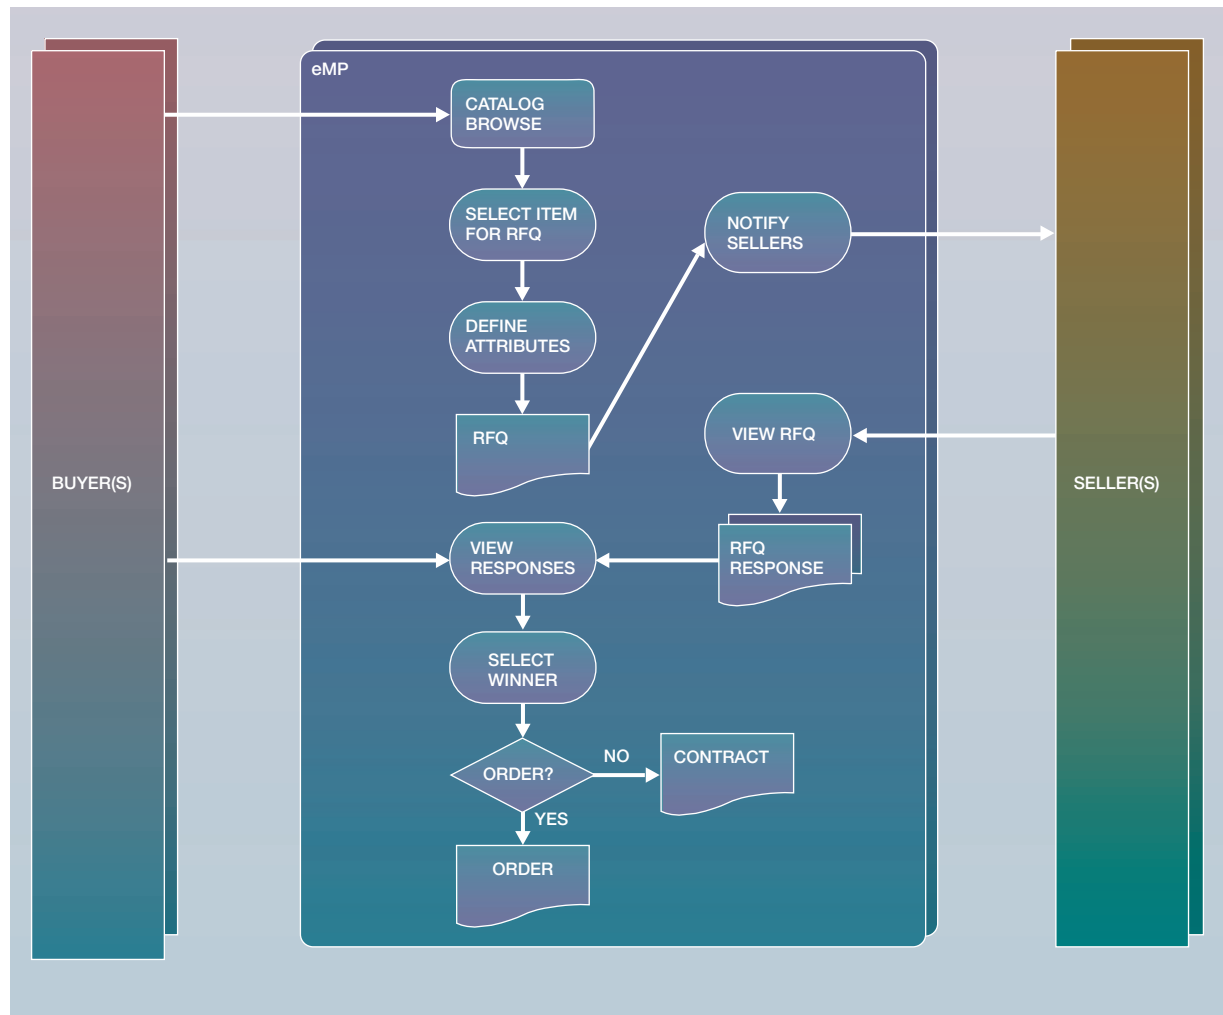 eMP
CATALOG
BROWSE
SELECT ITEM
FOR RFQ
NOTIFY
SELLERS
DEFINE
ATTRIBUTES
RFQ
VIEW RFQ
BUYER(S)
SELLER(S)
VIEW
RESPONSES
RFQ
RESPONSE
SELECT
WINNER
ORDER?
NO
CONTRACT
YES
ORDER